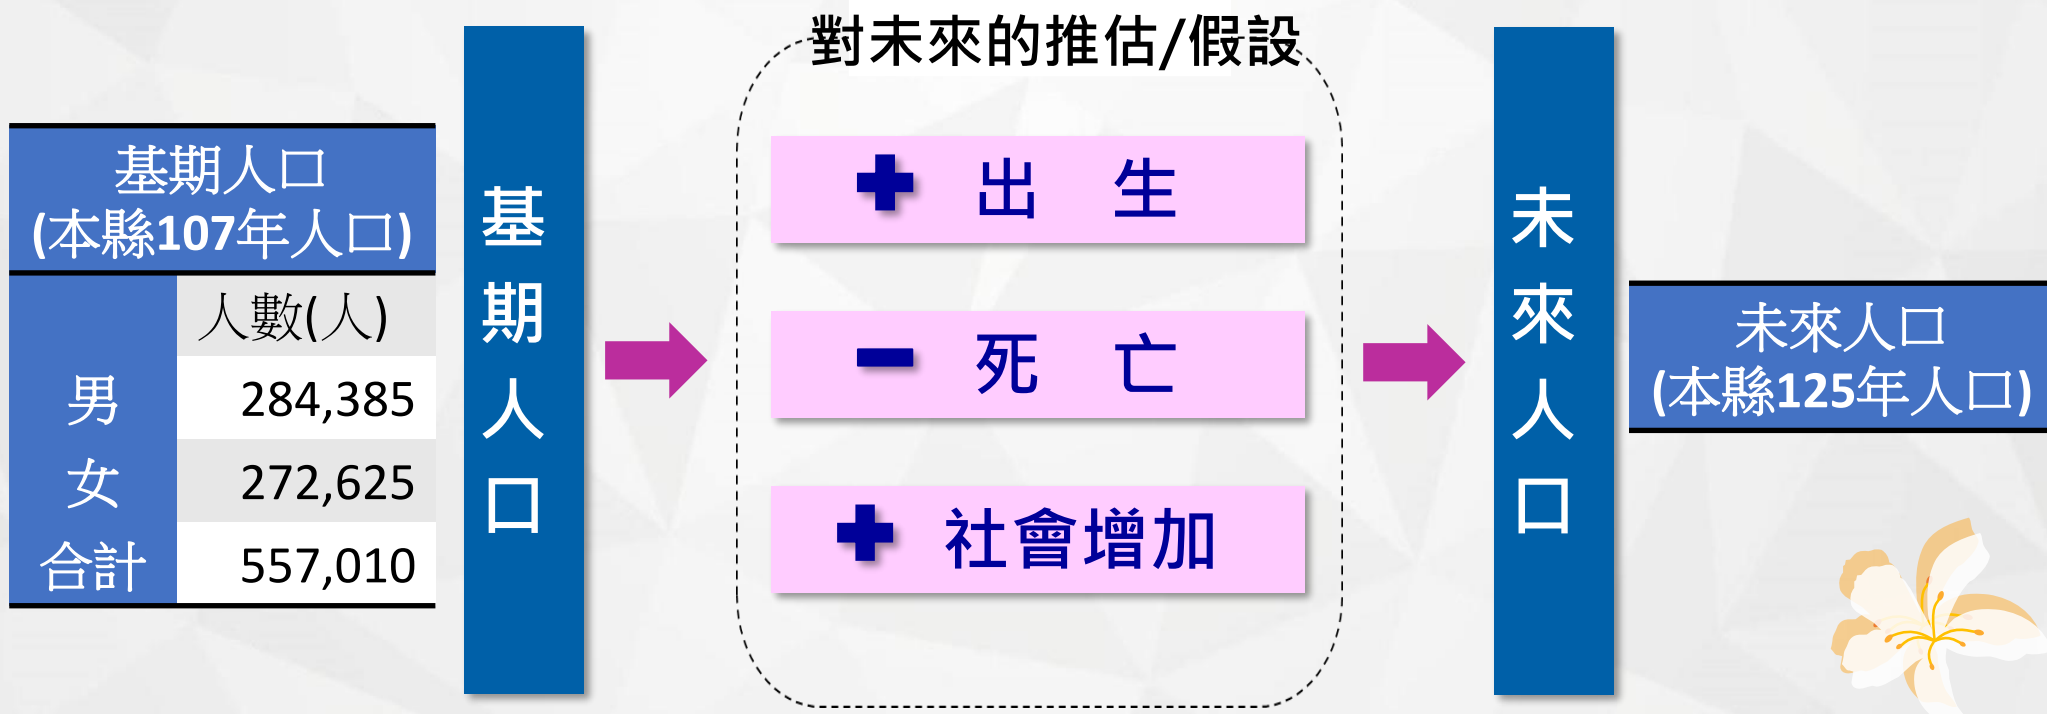 基期人口
(本縣107年人口)
人數(人)
男 284,385
女 272,625
合計 557,010
基期人口
對未來的推估/假設
+ 出 生
- 死 亡
+ 社會增加
未來人口
未來人口
(本縣125年人口)